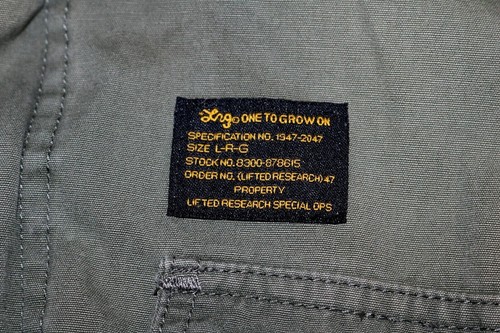 Lrg® ONE TO GROW ON
SPECIFICATION NO. 1947-2047
SIZE L-R-G
STOCK NO. 8300-878615
ORDER NO. (LIFTED RESEARCH) 47
PROPERTY
LIFTED RESEARCH SPECIAL OPS